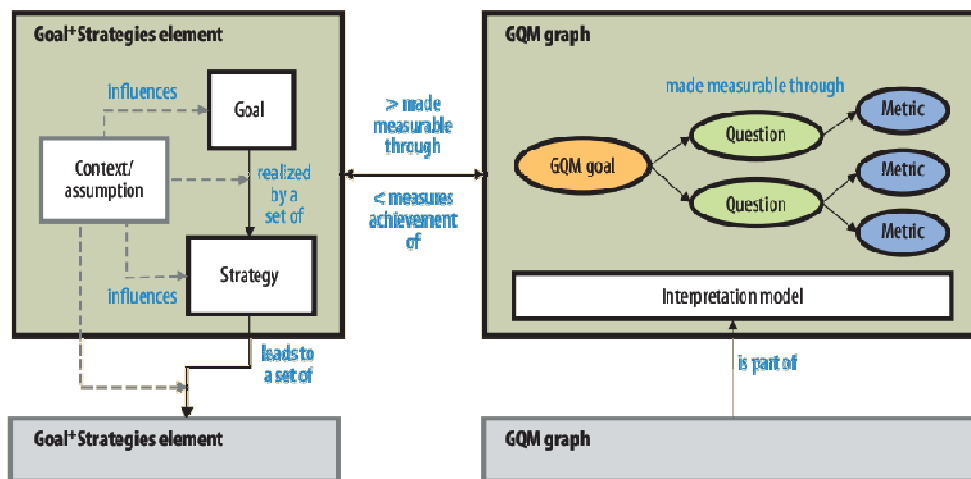 Goal+Strategies element
influences
Goal
Context/
assumption
realized
by a
set of
Strategy
influences
leads to
a set of
Goal+Strategies element
> made
measurable
through
< measures
achievement
of
GQM graph
made measurable through
Metric
Question
GQM goal
Metric
Question
Metric
Interpretation model
is part of
GQM graph